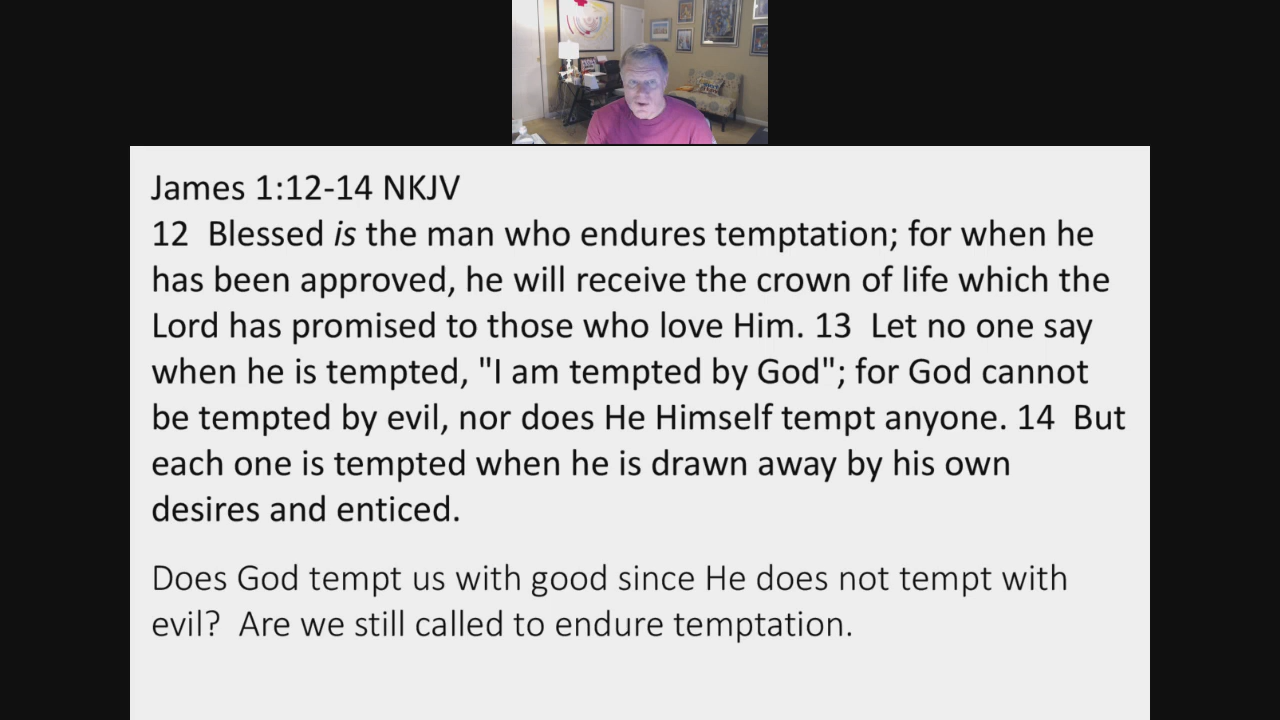 James 1:12-14 NKJV
12  Blessed is the man who endures temptation; for when he
has been approved, he will receive the crown of life which the
Lord has promised to those who love Him. 13  Let no one say
when he is tempted, "I am tempted by God"; for God cannot
be tempted by evil, nor does He Himself tempt anyone. 14  But
each one is tempted when he is drawn away by his own
desires and enticed.
Does God tempt us with good since He does not tempt with
evil?  Are we still called to endure temptation.